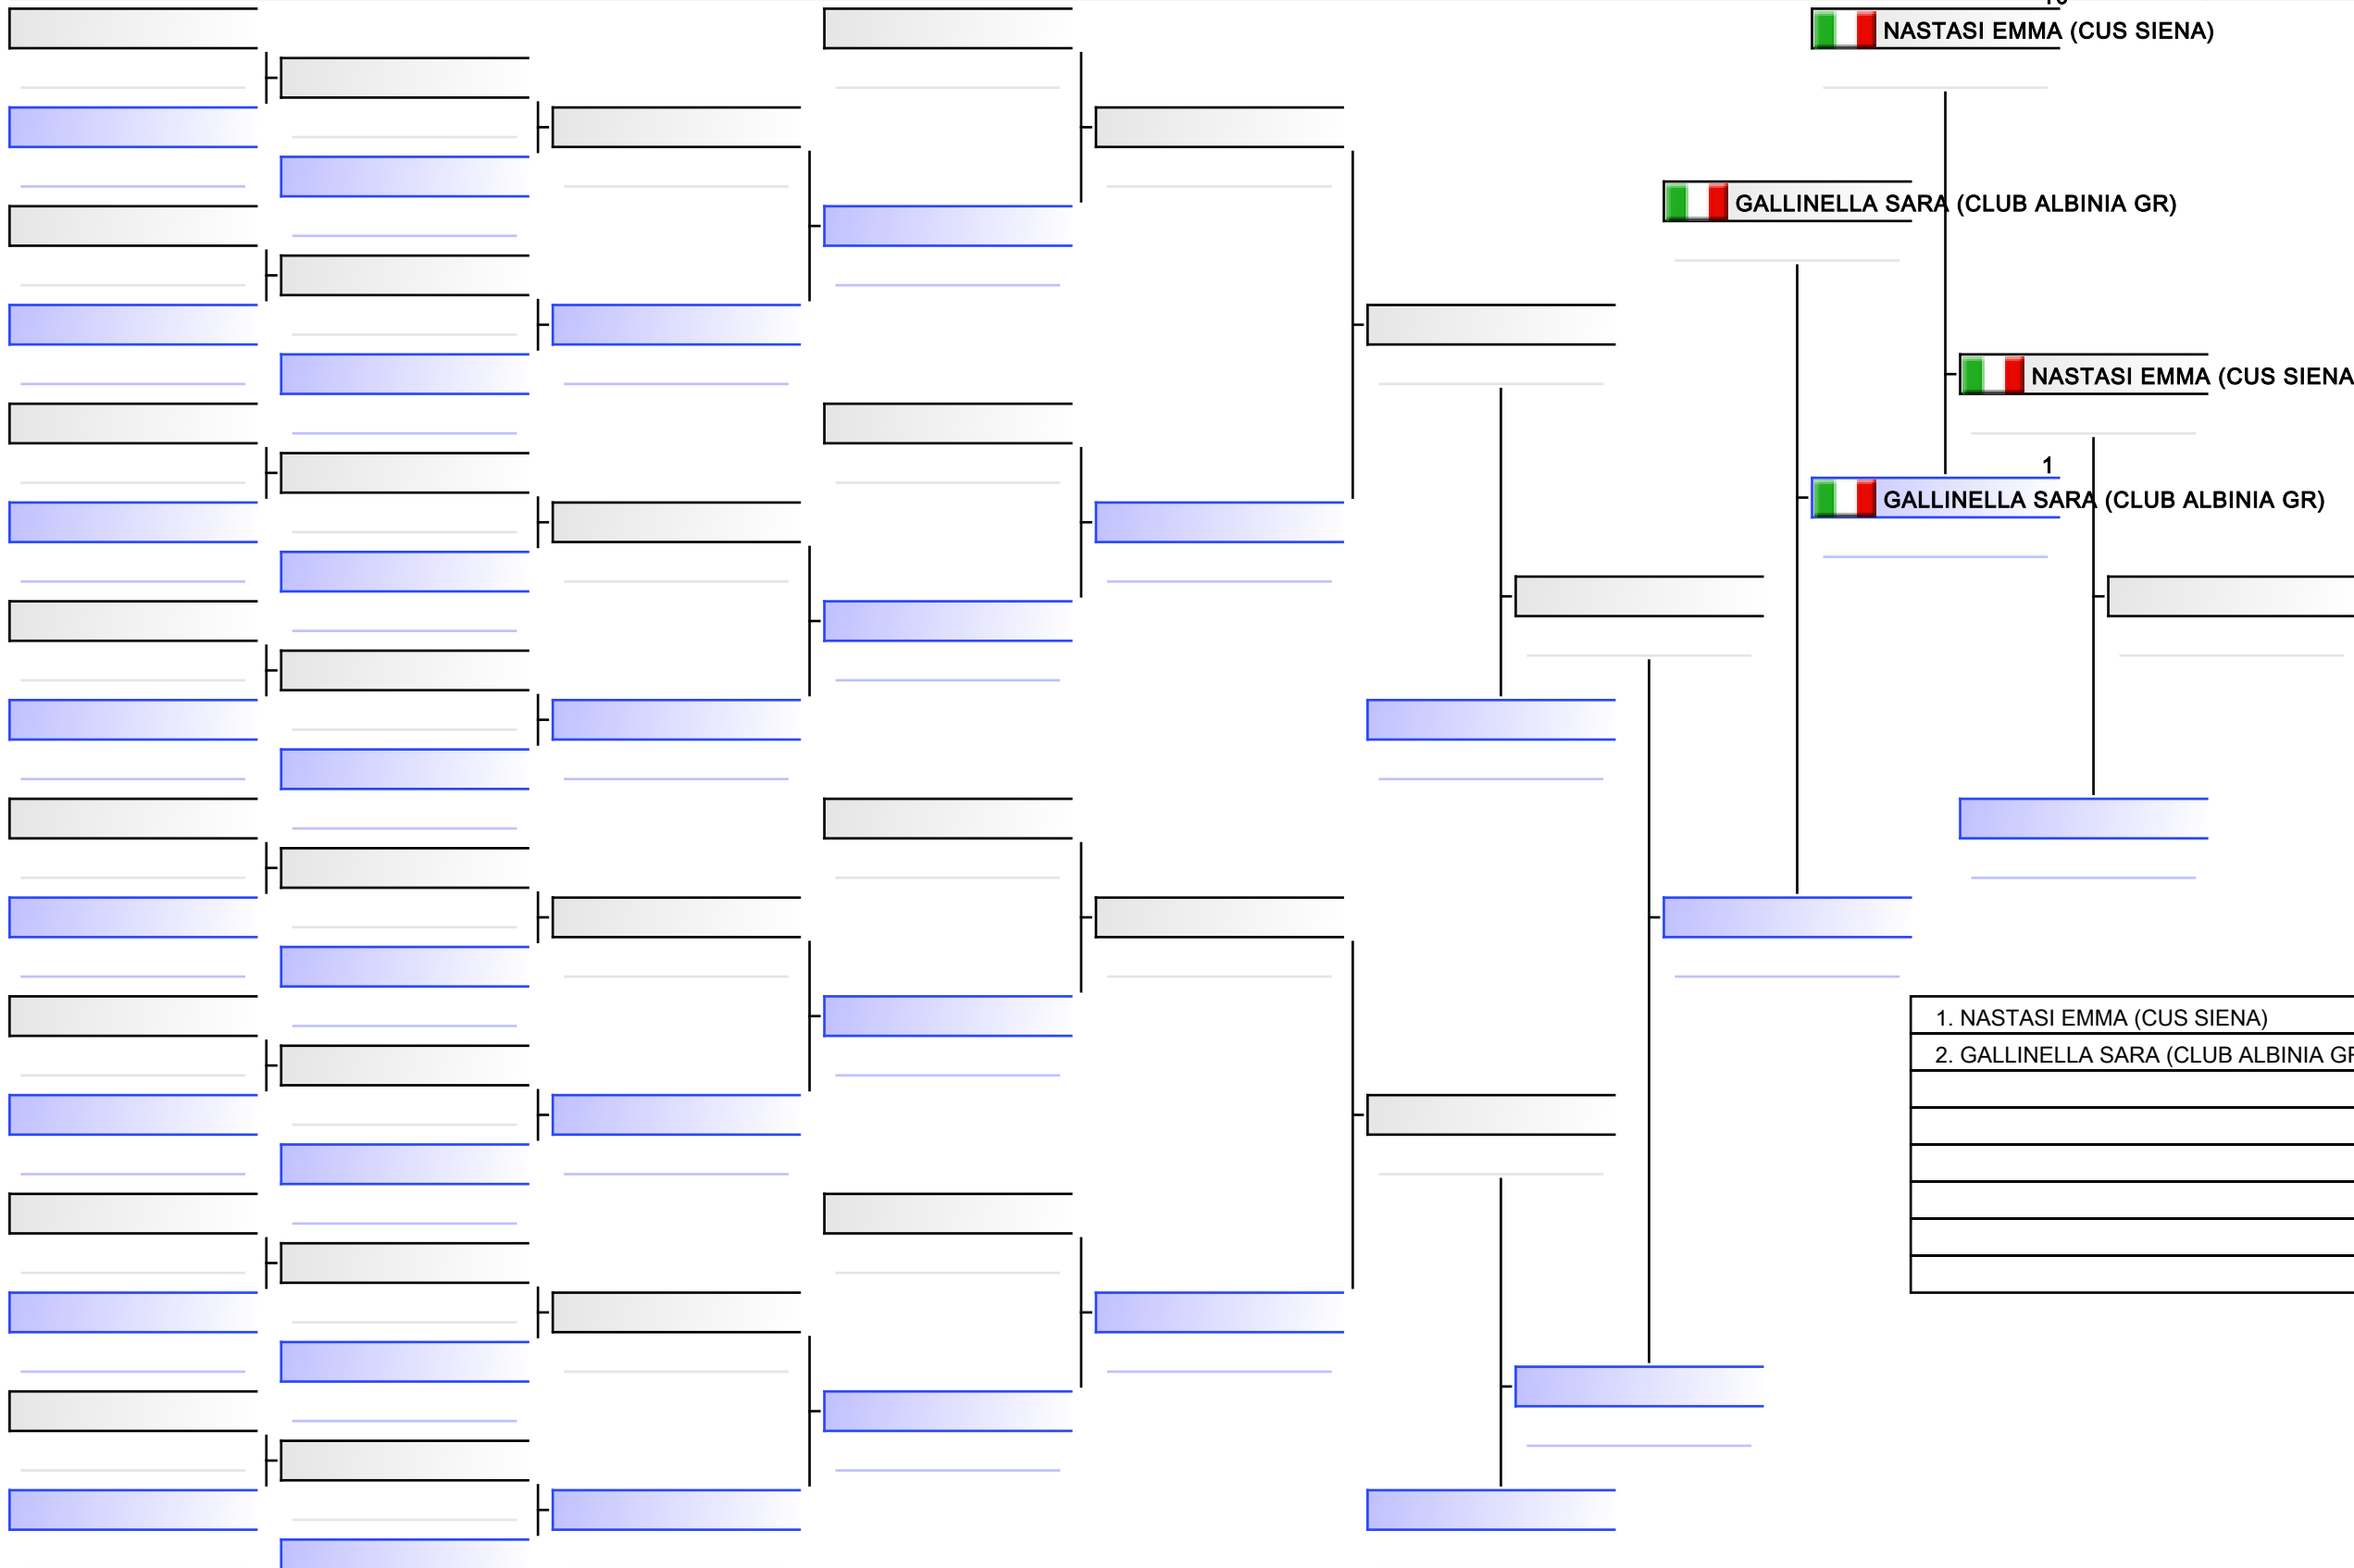 NASTASI EMMA (CUS SIENA)
GALLINELLA SARA (CLUB ALBINIA GR)
NASTASI EMMA (CUS SIENA
1
GALLINELLA SARA (CLUB ALBINIA GR)
1. NASTASI EMMA (CUS SIENA)
2. GALLINELLA SARA (CLUB ALBINIA